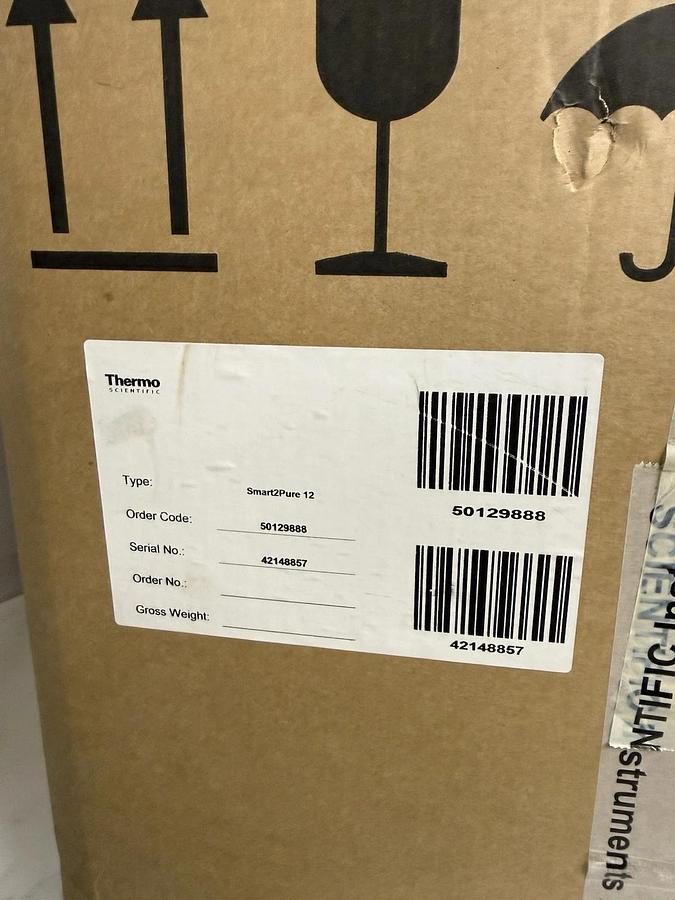 Thermo
SCIENTIFIC
Type: Smart2Pure 12
Order Code: 50129888
Serial No.: 42148857
Order No.:
Gross Weight:
50129888
42148857
SCIENTIFIC
NTIFIC
struments